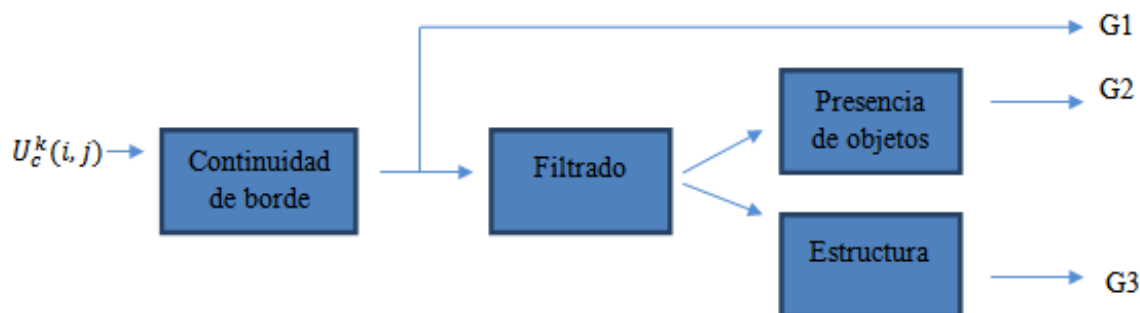 G1
G2
Presencia
de objetos
U_c^k(i, j)
Continuidad
de borde
Filtrado
Estructura
G3